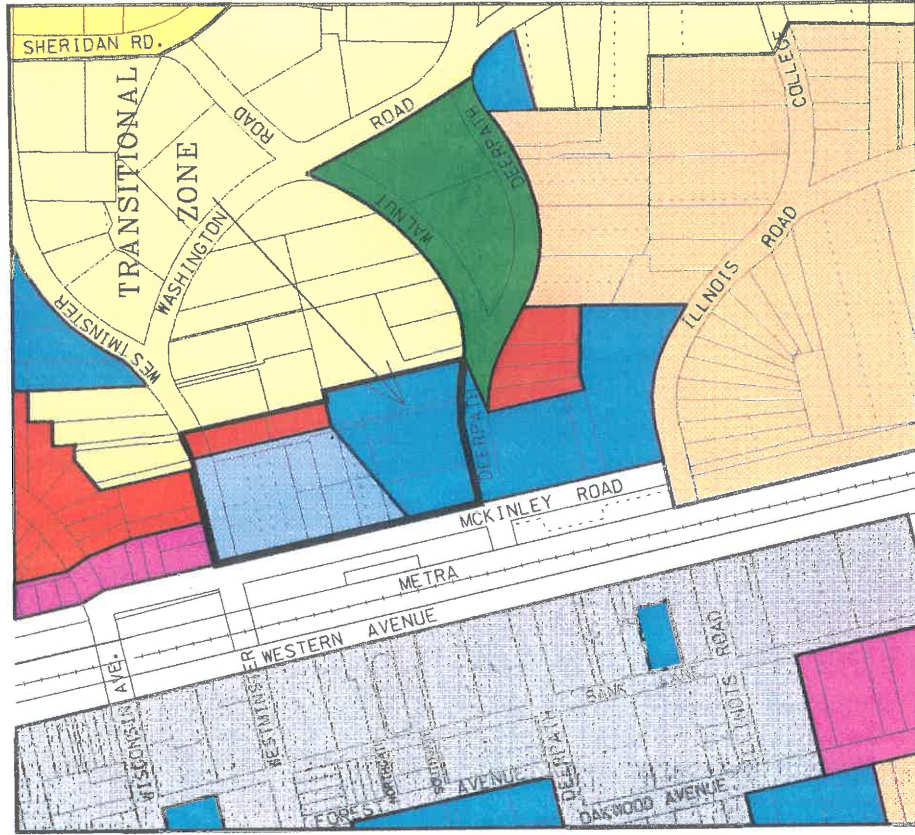 SHERIDAN RD.
TRANSITIONAL
ZONE
ROAD
ROAD
COLLEGE
DEERPATH
WALNUT
WASHINGTON
WESTMINSTER
ILLNOIS ROAD
DEERPATH
MCKINLEY ROAD
METRA
WESTERN AVENUE
WISCONSIN AVE.
WESTMINSTER
BANK LANE
ILLINOIS ROAD
DEERPATH
FOREST AVENUE
OAKWOOD AVENUE